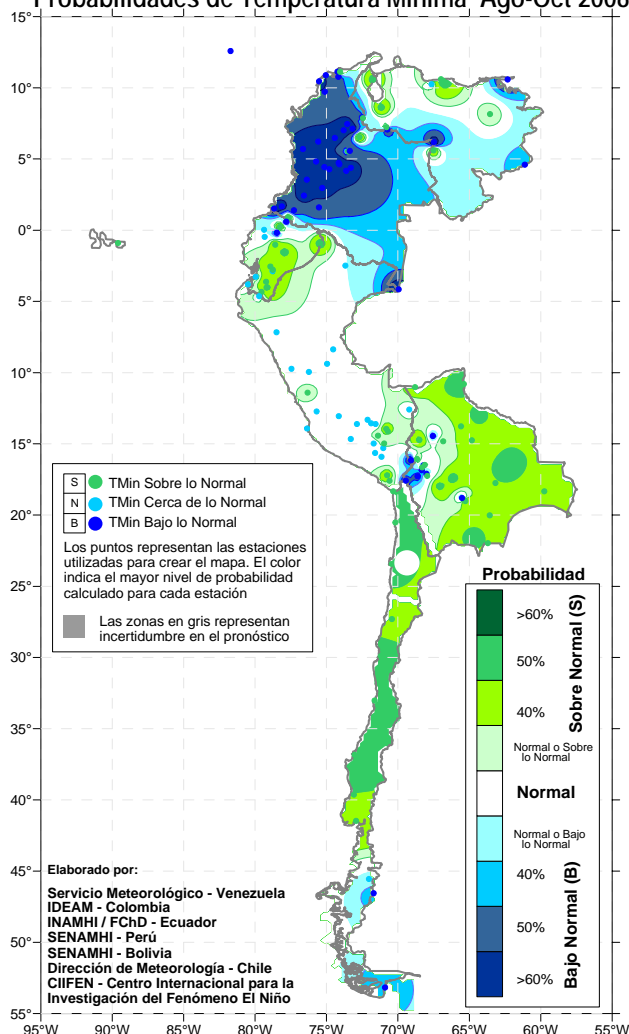 Probabilidades de Temperatura Mínima Ago-Oct 2006
15°
10°
5°
0°
5°
10°
15°
20°
25°
30°
35°
40°
45°
50°
55°
95°W
90°W
85°W
80°W
75°W
70°W
65°W
60°W
55°W
S TMin Sobre lo Normal
N TMin Cerca de lo Normal
B TMin Bajo lo Normal
Los puntos representan las estaciones
utilizadas para crear el mapa. El color
indica el mayor nivel de probabilidad
calculado para cada estación
Las zonas en gris representan
incertidumbre en el pronóstico
Probabilidad
>60%
50%
40%
Normal o Sobre
lo Normal
Normal
Normal o Bajo
lo Normal
40%
50%
>60%
Sobre Normal (S)
Bajo Normal (B)
Elaborado por:
Servicio Meteorológico - Venezuela
IDEAM - Colombia
INAMHI / FChD - Ecuador
SENAMHI - Perú
SENAMHI - Bolivia
Dirección de Meteorología - Chile
CIIFEN - Centro Internacional para la
Investigación del Fenómeno El Niño